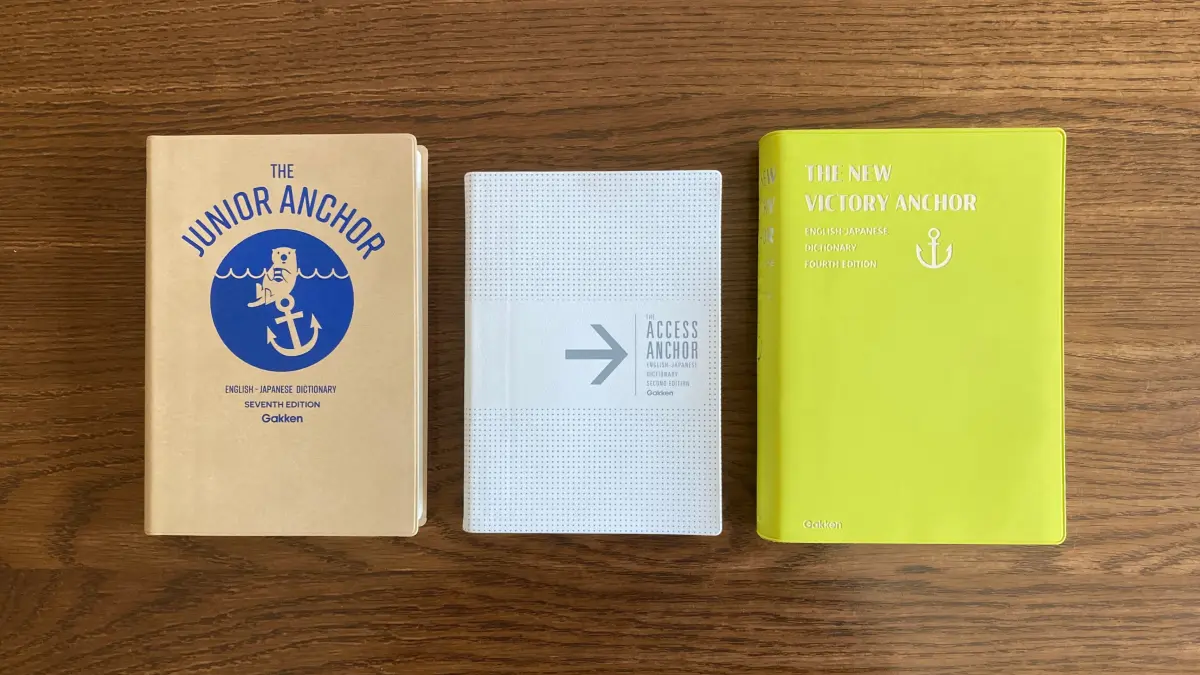 THE
JUNIOR ANCHOR
ENGLISH - JAPANESE DICTIONARY
SEVENTH EDITION
Gakken
THE
ACCESS
ANCHOR
ENGLISH-JAPANESE
DICTIONARY
SECOND EDITION
Gakken
THE NEW
VICTORY ANCHOR
ENGLISH-JAPANESE
DICTIONARY
FOURTH EDITION
Gakken